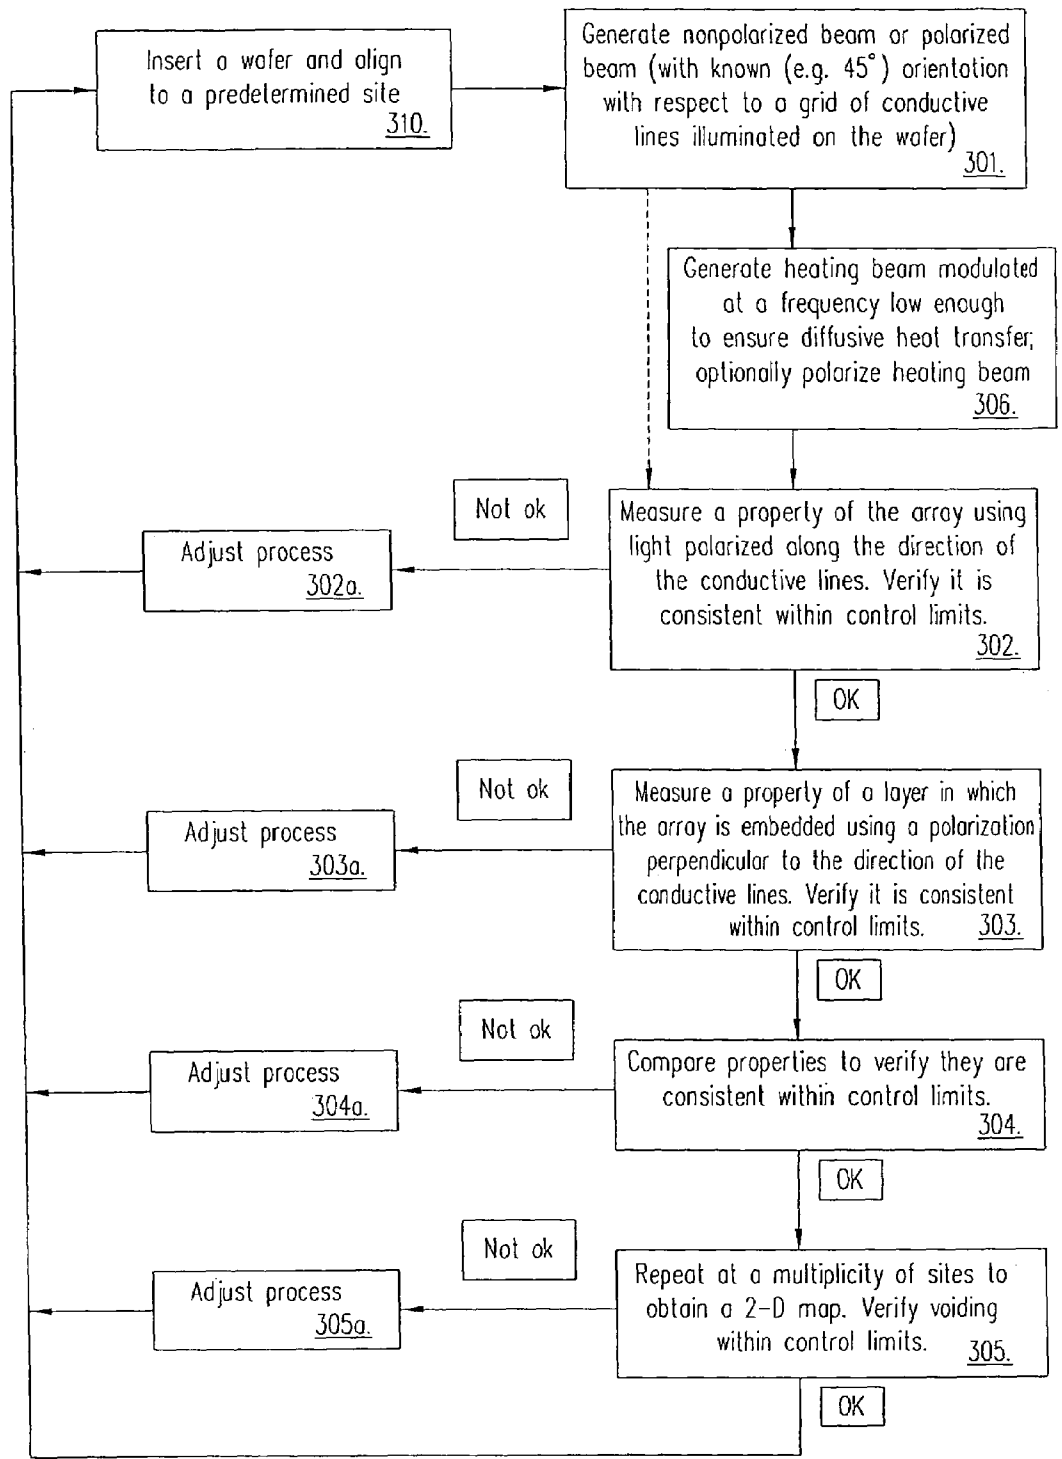 Insert a wafer and align
to a predetermined site
310.
Generate nonpolarized beam or polarized
beam (with known (e.g. 45°) orientation
with respect to a grid of conductive
lines illuminated on the wafer)
301.
Generate heating beam modulated
at a frequency low enough
to ensure diffusive heat transfer;
optionally polarize heating beam
306.
Not ok
Measure a property of the array using
light polarized along the direction of
the conductive lines. Verify it is
consistent within control limits.
302.
Adjust process
302a.
OK
Not ok
Measure a property of a layer in which
the array is embedded using a polarization
perpendicular to the direction of the
conductive lines. Verify it is consistent
within control limits.
303.
Adjust process
303a.
OK
Not ok
Compare properties to verify they are
consistent within control limits.
304.
Adjust process
304a.
OK
Not ok
Repeat at a multiplicity of sites to
obtain a 2-D map. Verify voiding
within control limits.
305.
Adjust process
305a.
OK